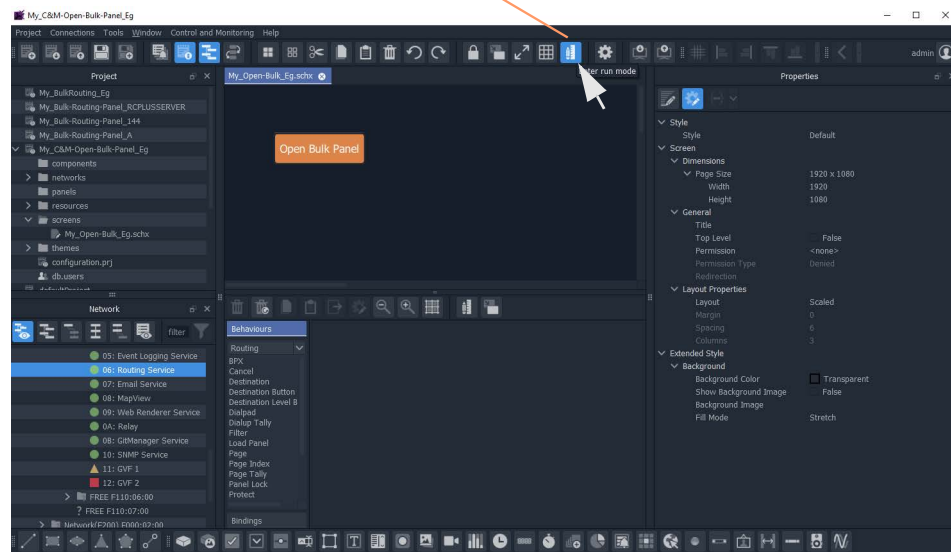 My_C&M-Open-Bulk-Panel_Eg
Project Connections Tools Window Control and Monitoring Help
admin
Project
My_Open-Bulk_Eg.schx
Enter run mode
Properties
My_BulkRouting_Eg
My_Bulk-Routing-Panel_RCPLUSSERVER
My_Bulk-Routing-Panel_144
My_Bulk-Routing-Panel_A
My_C&M-Open-Bulk-Panel_Eg
components
networks
panels
resources
screens
My_Open-Bulk_Eg.schx
themes
configuration.prj
db.users
defaultProject
Open Bulk Panel
Style
Style Default
Screen
Dimensions
Page Size 1920 x 1080
Width 1920
Height 1080
General
Title
Top Level False
Permission <none>
Permission Type Denied
Redirection
Layout Properties
Layout Scaled
Margin 0
Spacing 6
Columns 3
Extended Style
Background
Background Color Transparent
Show Background Image False
Background Image
Fill Mode Stretch
Network
filter
05: Event Logging Service
06: Routing Service
07: Email Service
08: MapView
09: Web Renderer Service
0A: Relay
0B: GitManager Service
10: SNMP Service
11: GVF 1
12: GVF 2
FREE F110:06:00
? FREE F110:07:00
Network(F200) F000:02:00
Behaviours
Routing
BPX
Cancel
Destination
Destination Button
Destination Level B
Dialpad
Dialup Tally
Filter
Load Panel
Page
Page Index
Page Tally
Panel Lock
Protect
Bindings